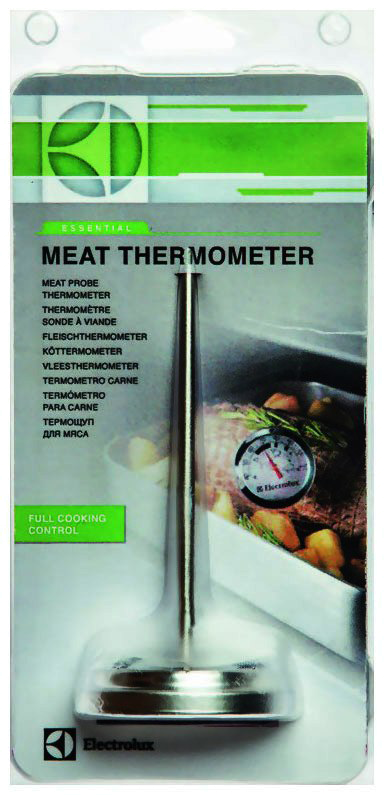 ESSENTIAL
MEAT THERMOMETER
MEAT PROBE
THERMOMETER
THERMOMÈTRE
SONDE À VIANDE
FLEISCHTHERMOMETER
KÖTTERMOMETER
VLEESTHERMOMETER
TERMOMETRO CARNE
TERMÓMETRO
PARA CARNE
ТЕРМОЩУП
ДЛЯ МЯСА
Electrolux
FULL COOKING
CONTROL
Electrolux